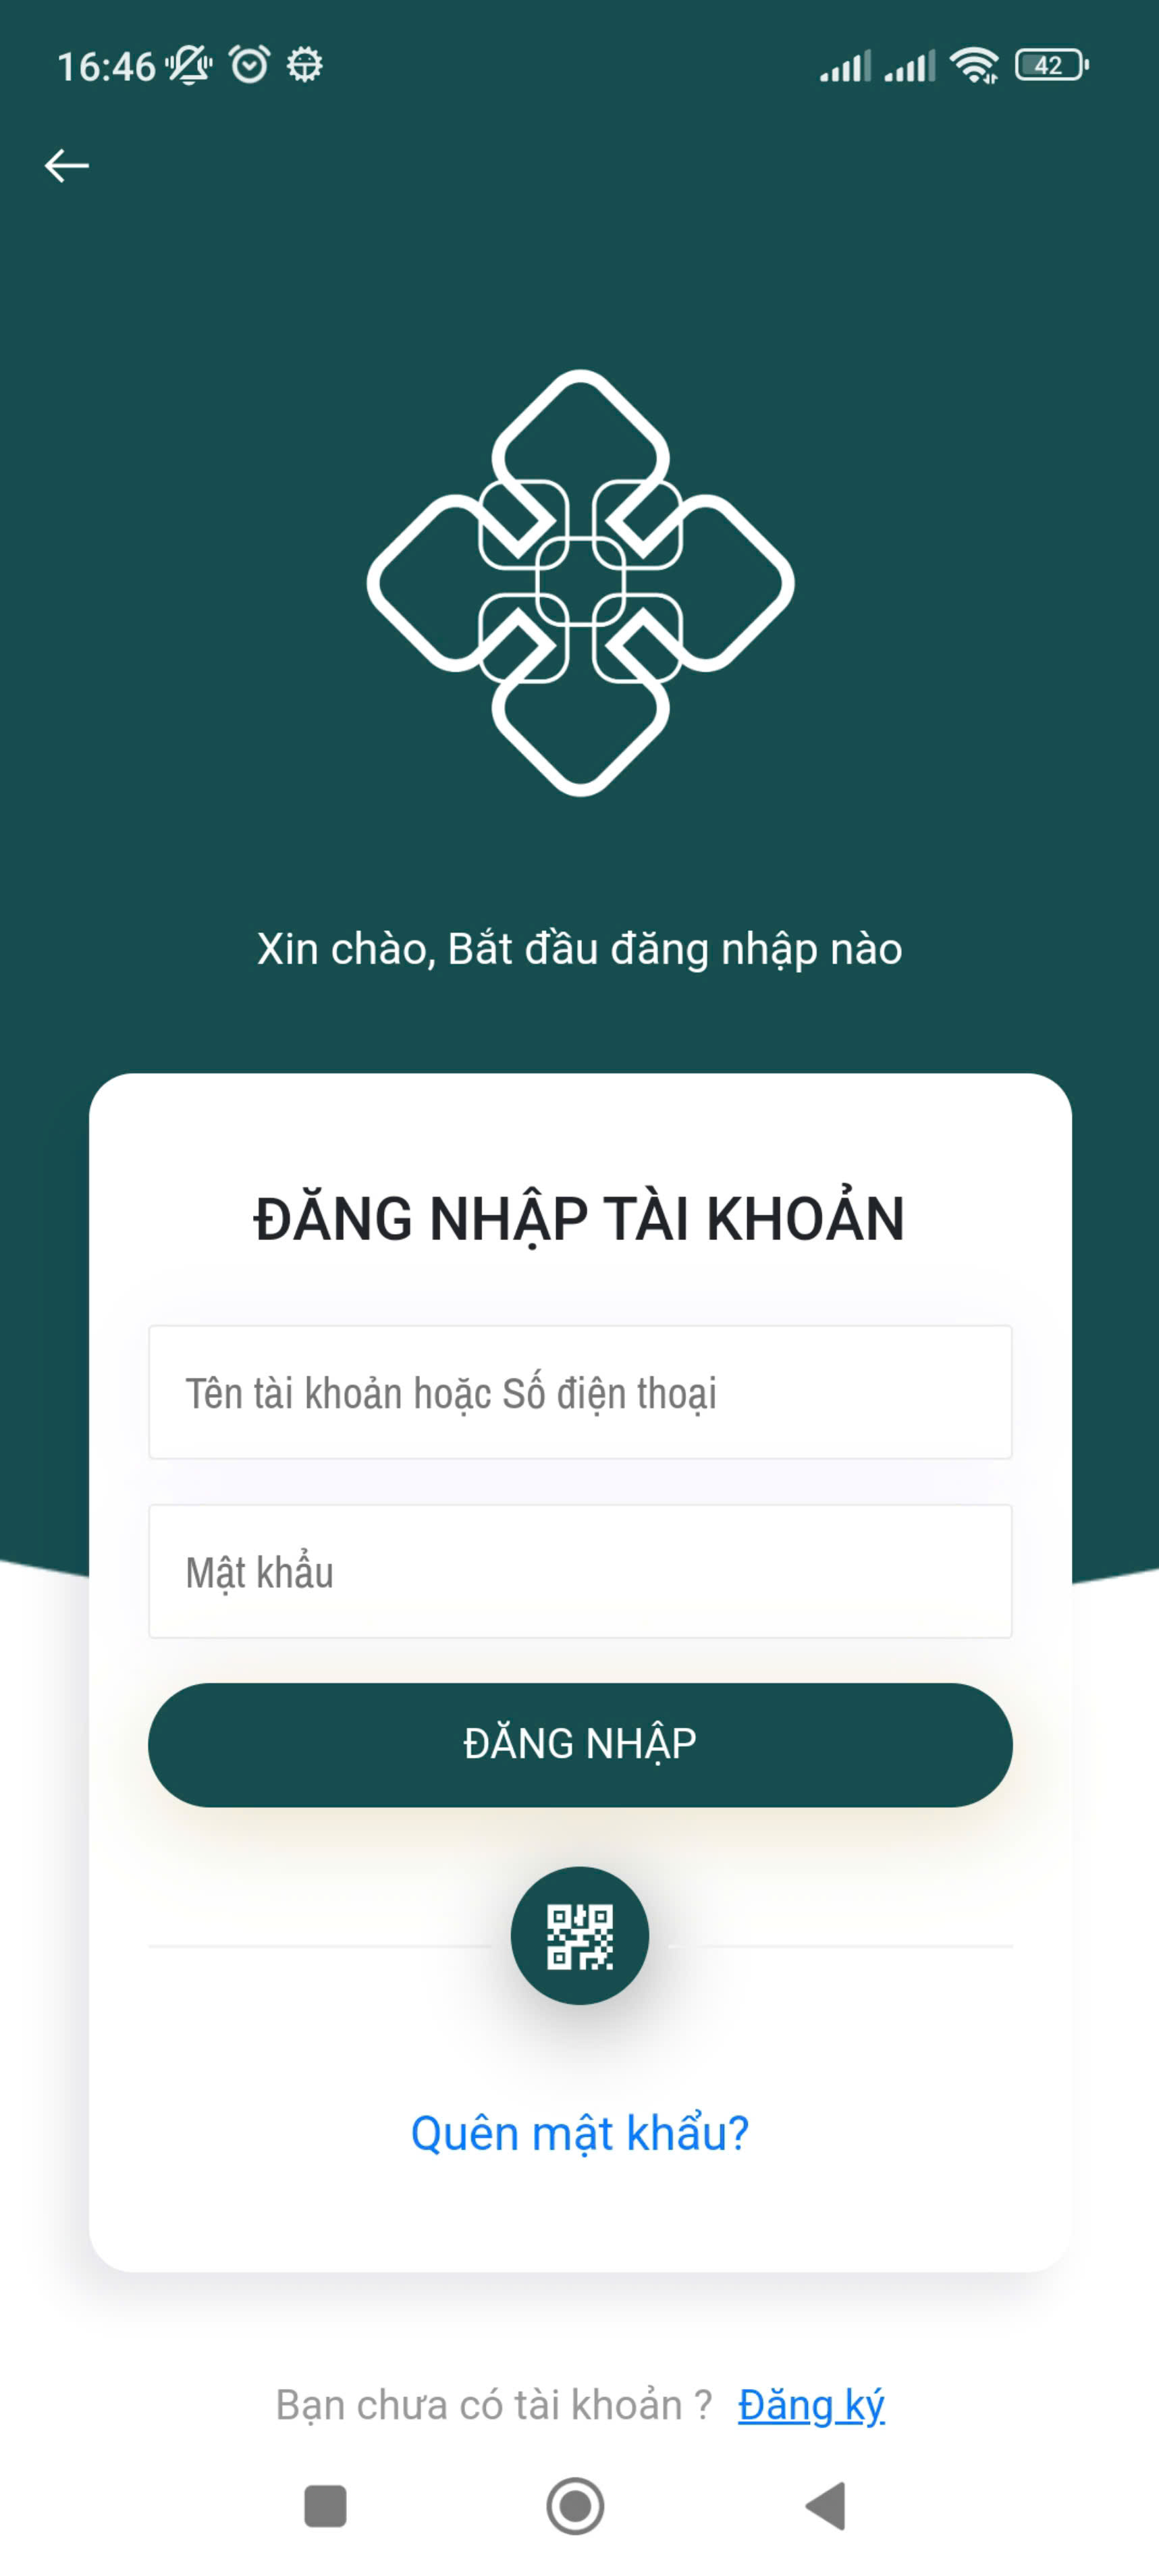 16:46
42
Xin chào, Bắt đầu đăng nhập nào
ĐĂNG NHẬP TÀI KHOẢN
Tên tài khoản hoặc Số điện thoại
Mật khẩu
ĐĂNG NHẬP
Quên mật khẩu?
Bạn chưa có tài khoản ? Đăng ký